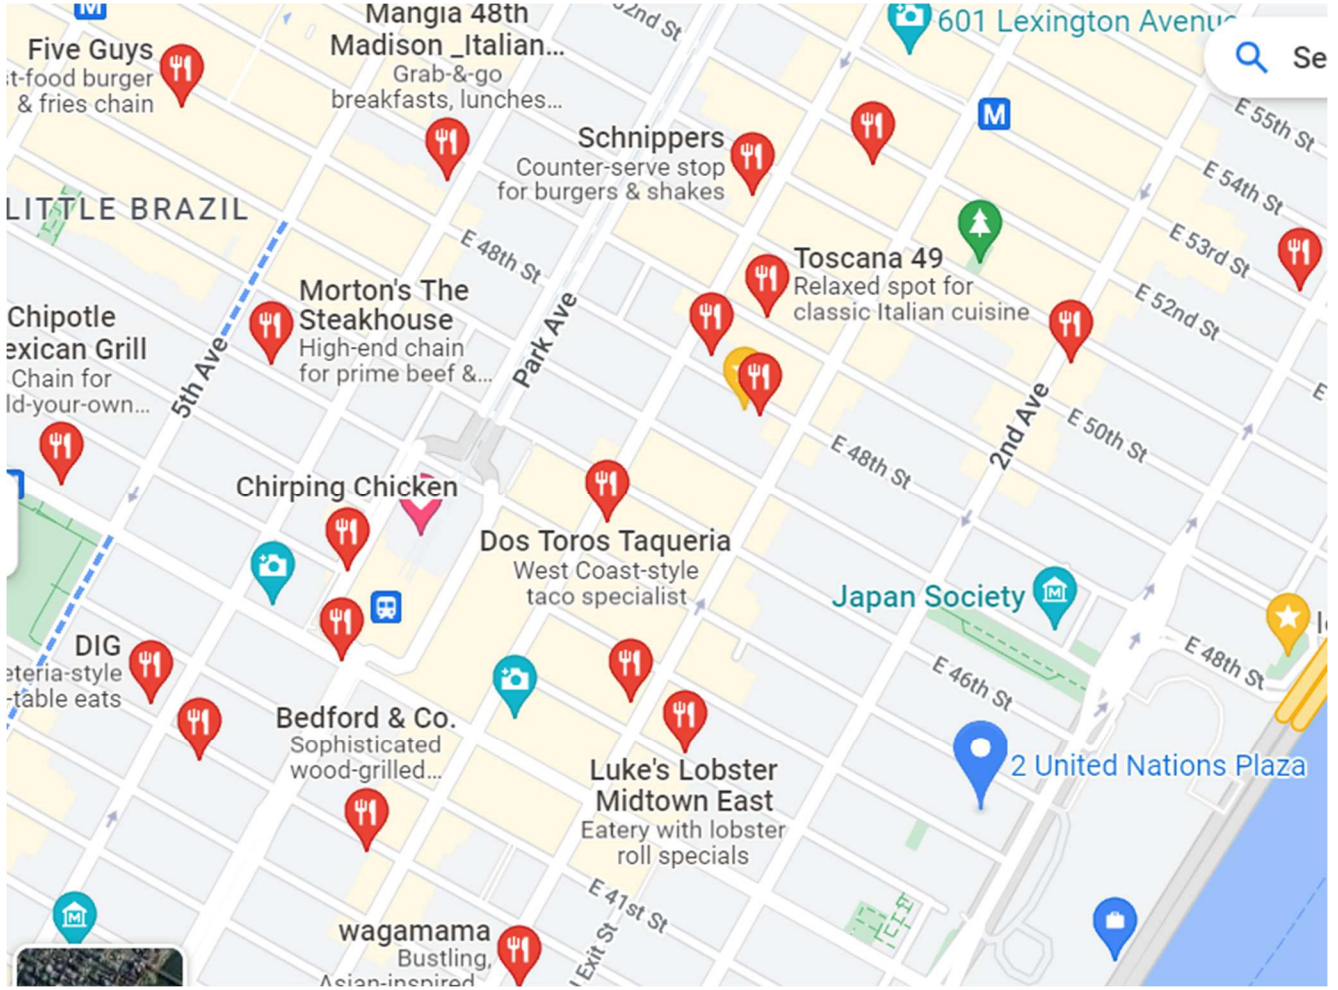 M
Mangia 48th
Madison _Italian...
Grab-&-go
breakfasts, lunches...
52nd St
601 Lexington Avenue
Se
Five Guys
st-food burger
& fries chain
M
E 55th St
Schnippers
Counter-serve stop
for burgers & shakes
E 54th St
LITTLE BRAZIL
E 48th St
E 53rd St
Toscana 49
Relaxed spot for
classic Italian cuisine
E 52nd St
Morton's The
Steakhouse
High-end chain
for prime beef &...
Chipotle
exican Grill
Chain for
ld-your-own...
5th Ave
Park Ave
2nd Ave
E 50th St
E 48th St
E
Chirping Chicken
Dos Toros Taqueria
West Coast-style
taco specialist
Japan Society
E 48th St
DIG
eteria-style
-table eats
E 46th St
Bedford & Co.
Sophisticated
wood-grilled...
2 United Nations Plaza
Luke's Lobster
Midtown East
Eatery with lobster
roll specials
E 41st St
wagamama
Bustling,
Asian-inspired
Exit St